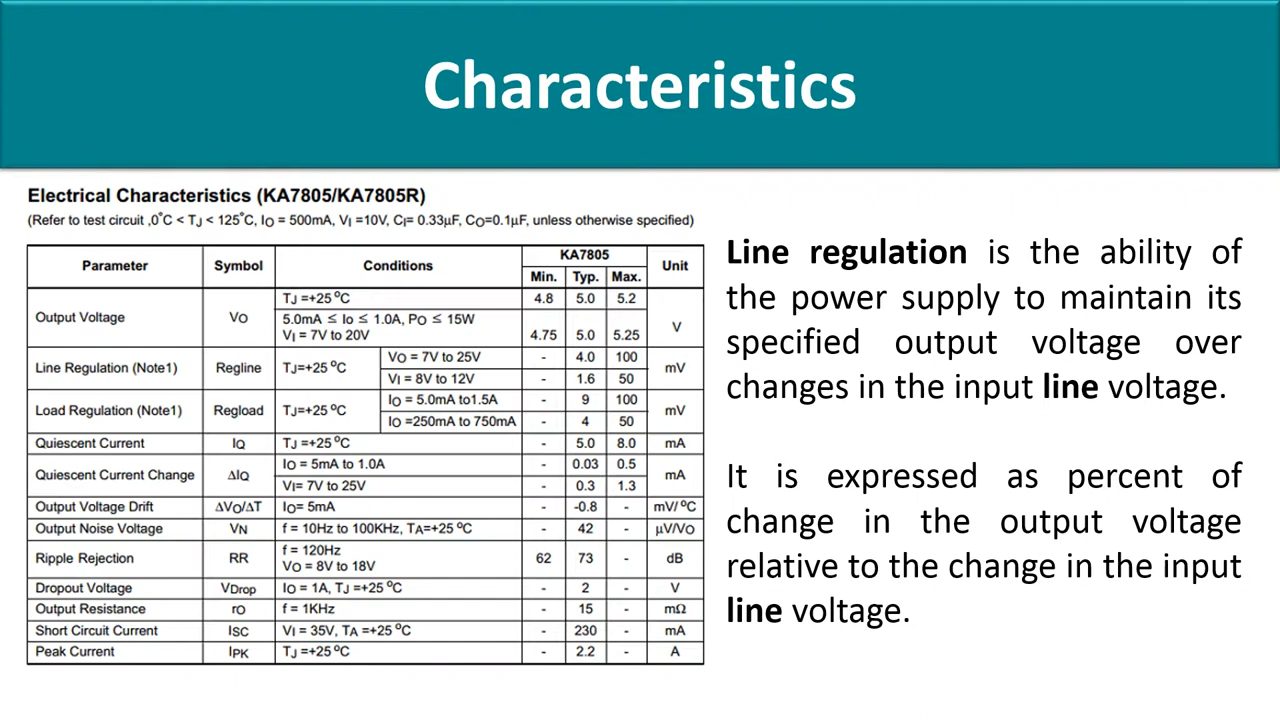 Characteristics
Electrical Characteristics (KA7805/KA7805R)
(Refer to test circuit ,0°C < TJ < 125°C, IO = 500mA, VI =10V, CI= 0.33μF, CO=0.1μF, unless otherwise specified)
Parameter Symbol Conditions KA7805 Unit
Min. Typ. Max.
Output Voltage VO TJ =+25 °C 4.8 5.0 5.2 V
5.0mA ≤ Io ≤ 1.0A, PO ≤ 15W
VI = 7V to 20V 4.75 5.0 5.25
Line Regulation (Note1) Regline TJ=+25 °C VO = 7V to 25V - 4.0 100 mV
VI = 8V to 12V - 1.6 50
Load Regulation (Note1) Regload TJ=+25 °C IO = 5.0mA to1.5A - 9 100 mV
IO =250mA to 750mA - 4 50
Quiescent Current IQ TJ =+25 °C - 5.0 8.0 mA
Quiescent Current Change ΔIQ IO = 5mA to 1.0A - 0.03 0.5 mA
VI= 7V to 25V - 0.3 1.3
Output Voltage Drift ΔVO/ΔT IO= 5mA - -0.8 - mV/ °C
Output Noise Voltage VN f = 10Hz to 100KHz, TA=+25 °C - 42 - μV/VO
Ripple Rejection RR f = 120Hz
VO = 8V to 18V 62 73 - dB
Dropout Voltage VDrop IO = 1A, TJ =+25 °C - 2 - V
Output Resistance rO f = 1KHz - 15 - mΩ
Short Circuit Current ISC VI = 35V, TA =+25 °C - 230 - mA
Peak Current IPK TJ =+25 °C - 2.2 - A
Line regulation is the ability of
the power supply to maintain its
specified output voltage over
changes in the input line voltage.
It is expressed as percent of
change in the output voltage
relative to the change in the input
line voltage.